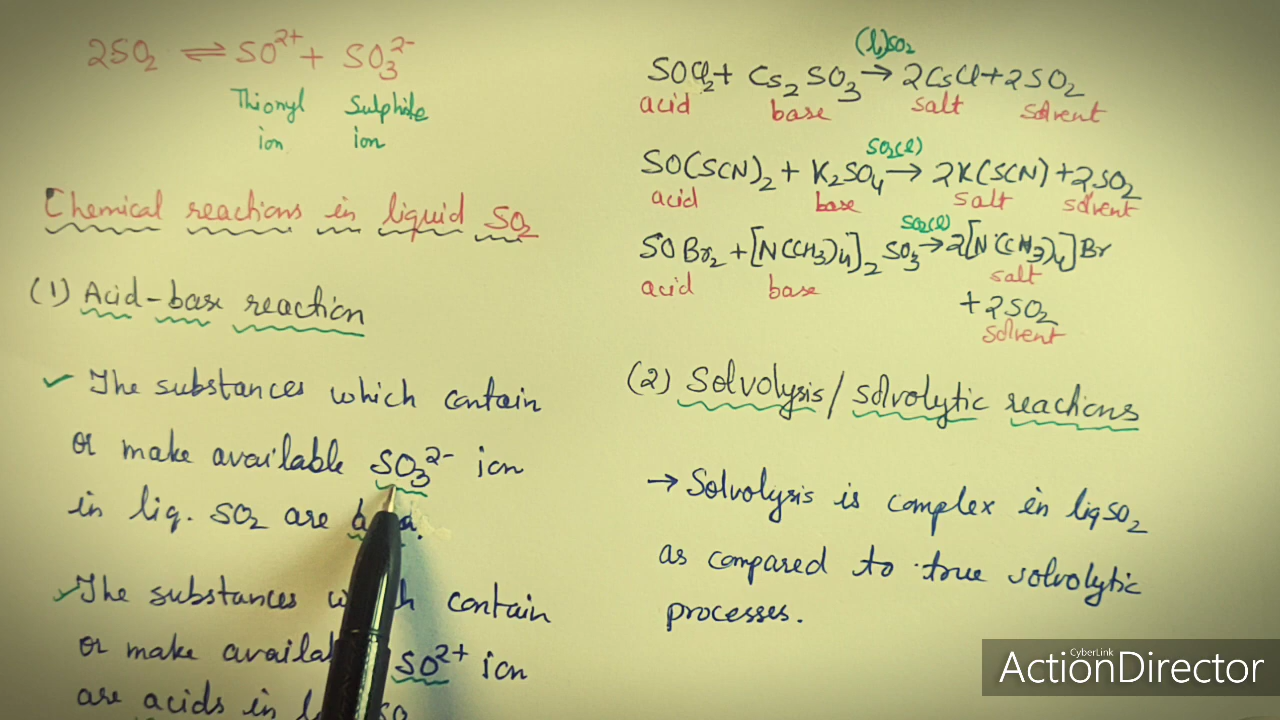 2SO₂ ⇌ SO²⁺ + SO₃²⁻
Thionyl Sulphite
ion ion
Chemical reactions in liquid SO₂
(1) Acid-base reaction
✓ The substances which contain
or make available SO₃²⁻ ion
in liq. SO₂ are
✓ The substances contain
or make SO²⁺ ion
are acids in
(l)SO₂
SOCl₂ + Cs₂SO₃ → 2CsCl + 2SO₂
acid base salt solvent
SO₂(l)
SO(SCN)₂ + K₂SO₄ → 2K(SCN) + 2SO₂
acid base salt solvent
SO₂(l)
SOBr₂ + [N(CH₃)₄]₂ SO₃ → 2[N(CH₃)₄]Br
acid base salt
+ 2SO₂
solvent
(2) Solvolysis / solvolytic reactions
→ Solvolysis is complex in liq SO₂
as compared to true solvolytic
processes.
CyberLink
ActionDirector